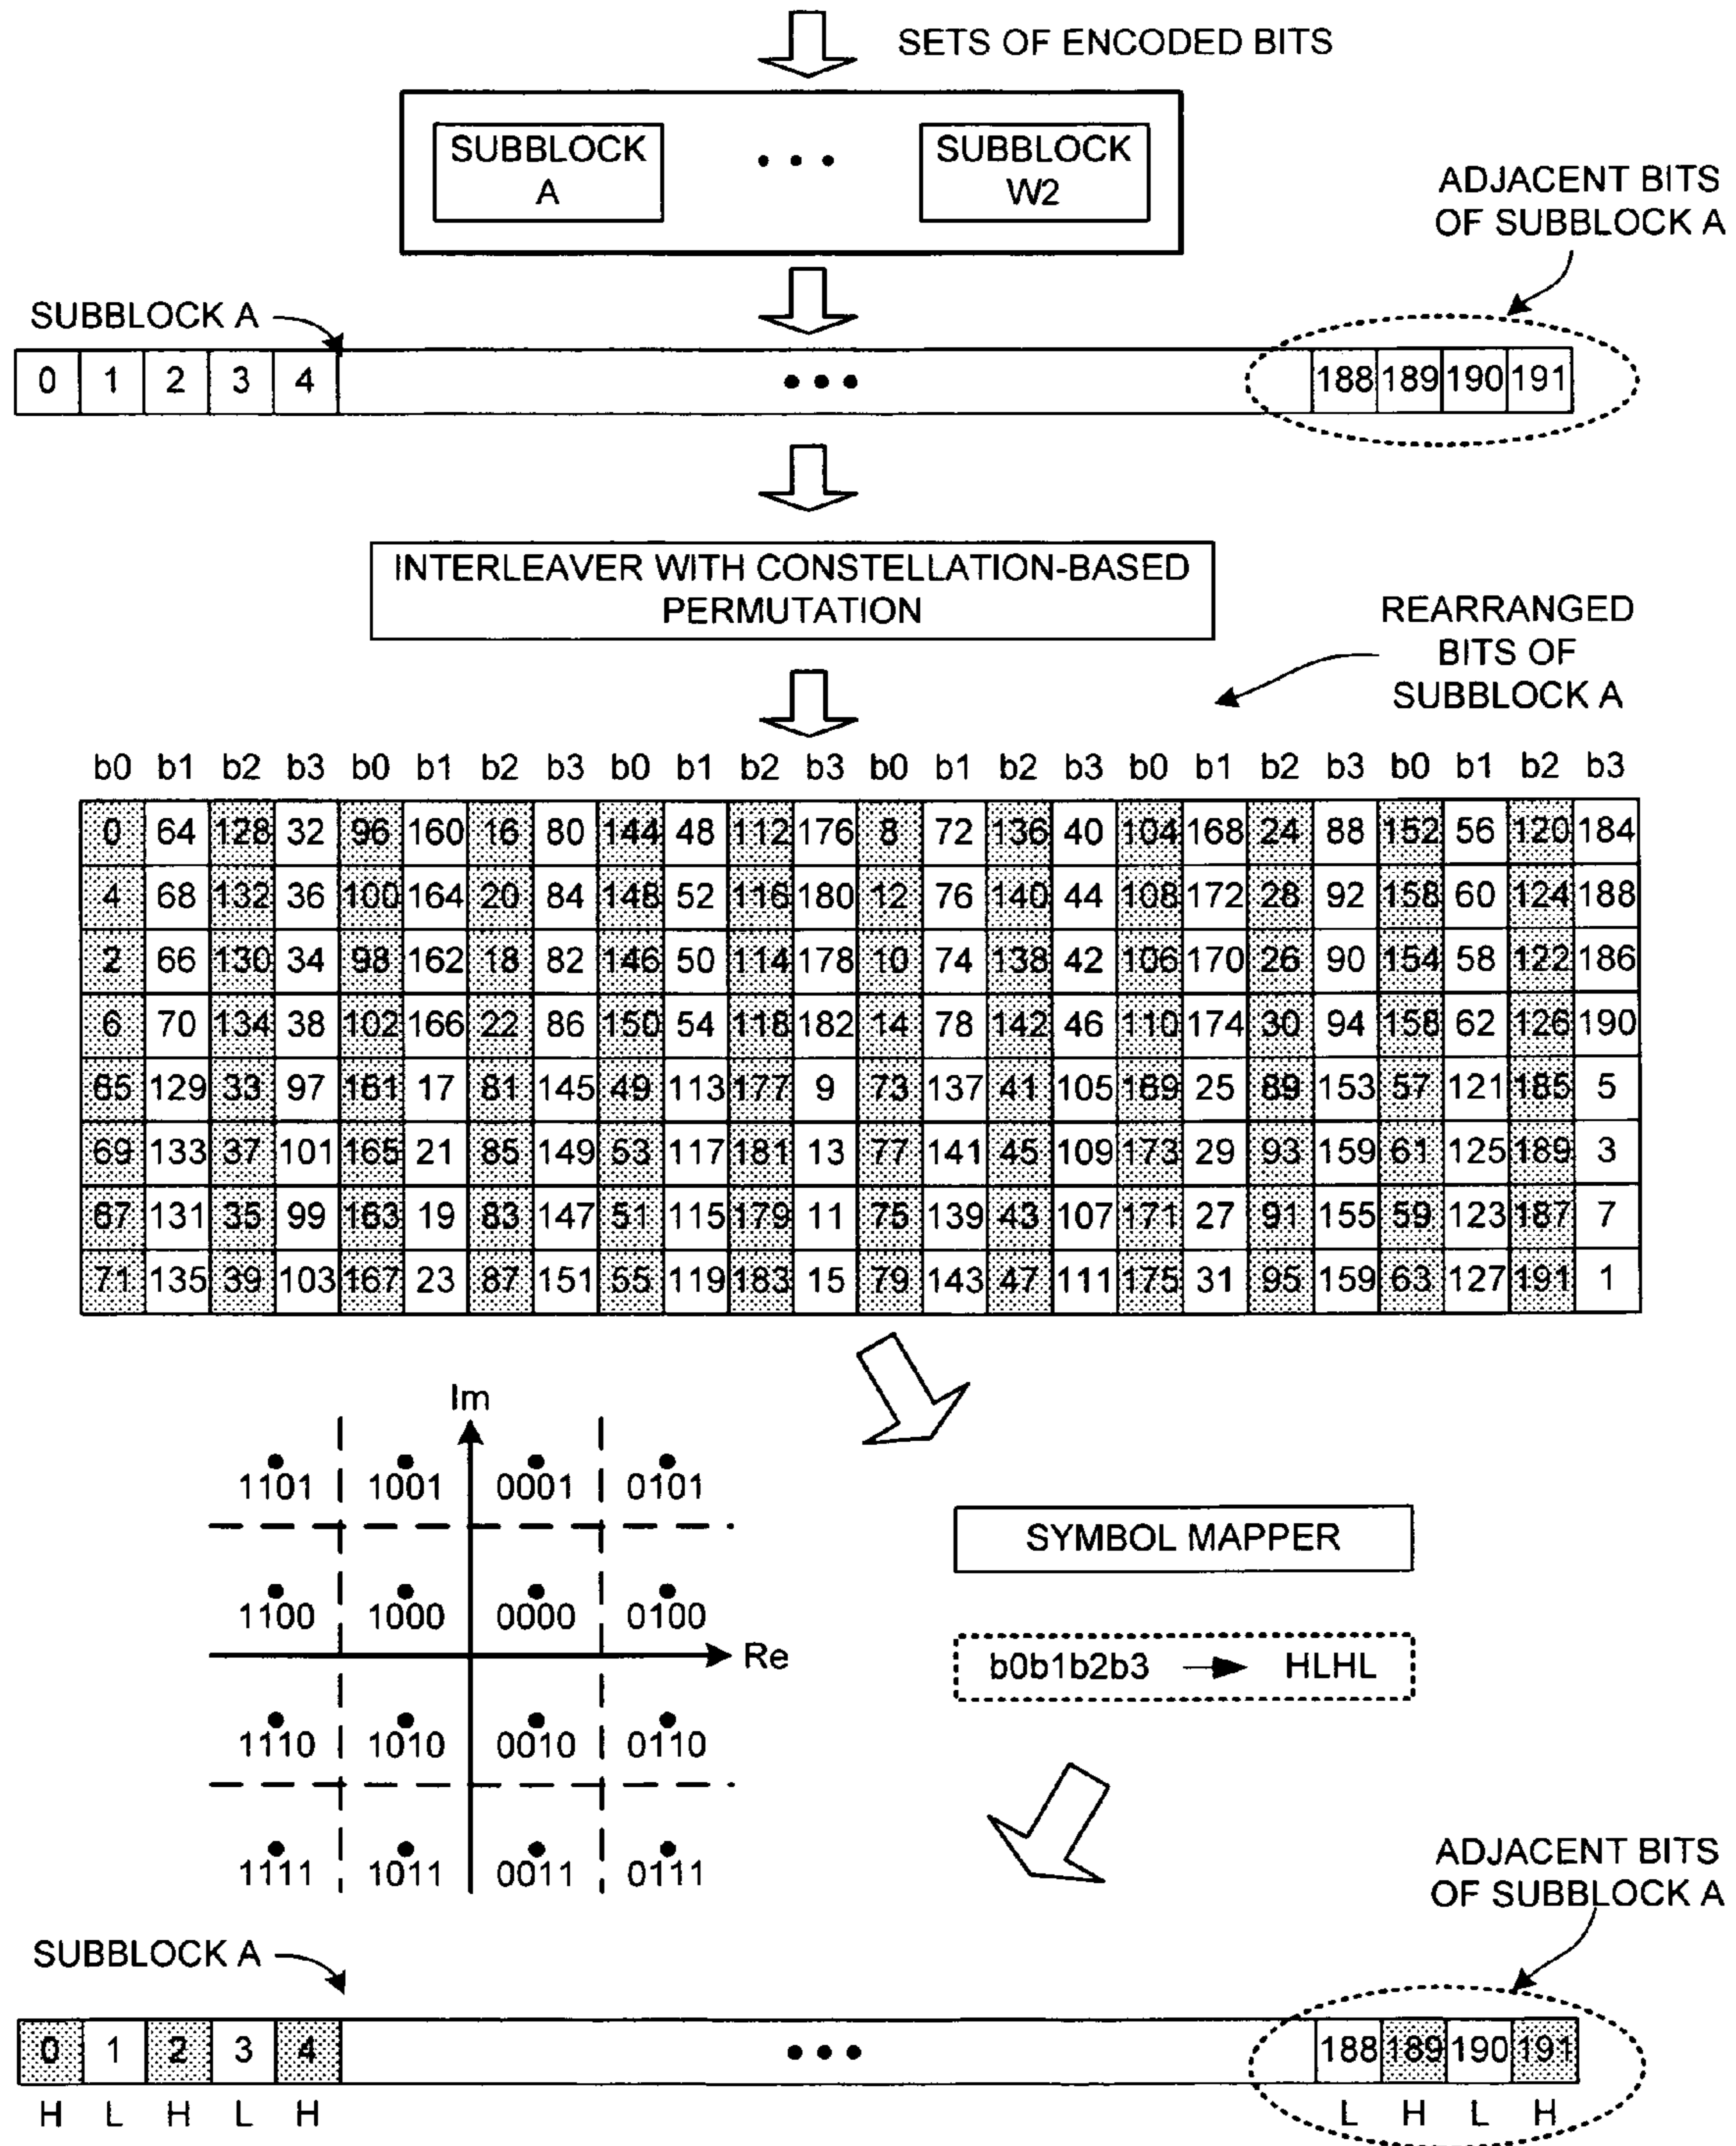 SETS OF ENCODED BITS
SUBBLOCK A
• • •
SUBBLOCK W2
ADJACENT BITS
OF SUBBLOCK A
SUBBLOCK A
0 1 2 3 4 • • • 188 189 190 191
INTERLEAVER WITH CONSTELLATION-BASED
PERMUTATION
REARRANGED
BITS OF
SUBBLOCK A
b0 b1 b2 b3 b0 b1 b2 b3 b0 b1 b2 b3 b0 b1 b2 b3 b0 b1 b2 b3 b0 b1 b2 b3
0 64 128 32 96 160 16 80 144 48 112 176 8 72 136 40 104 168 24 88 152 56 120 184
4 68 132 36 100 164 20 84 148 52 116 180 12 76 140 44 108 172 28 92 158 60 124 188
2 66 130 34 98 162 18 82 146 50 114 178 10 74 138 42 106 170 26 90 154 58 122 186
6 70 134 38 102 166 22 86 150 54 118 182 14 78 142 46 110 174 30 94 158 62 126 190
65 129 33 97 161 17 81 145 49 113 177 9 73 137 41 105 169 25 89 153 57 121 185 5
69 133 37 101 165 21 85 149 53 117 181 13 77 141 45 109 173 29 93 159 61 125 189 3
67 131 35 99 163 19 83 147 51 115 179 11 75 139 43 107 171 27 91 155 59 123 187 7
71 135 39 103 167 23 87 151 55 119 183 15 79 143 47 111 175 31 95 159 63 127 191 1
Im
1101 1001 0001 0101
1100 1000 0000 0100
Re
1110 1010 0010 0110
1111 1011 0011 0111
SYMBOL MAPPER
b0b1b2b3 → HLHL
ADJACENT BITS
OF SUBBLOCK A
SUBBLOCK A
0 1 2 3 4 • • • 188 189 190 191
H L H L H L H L H